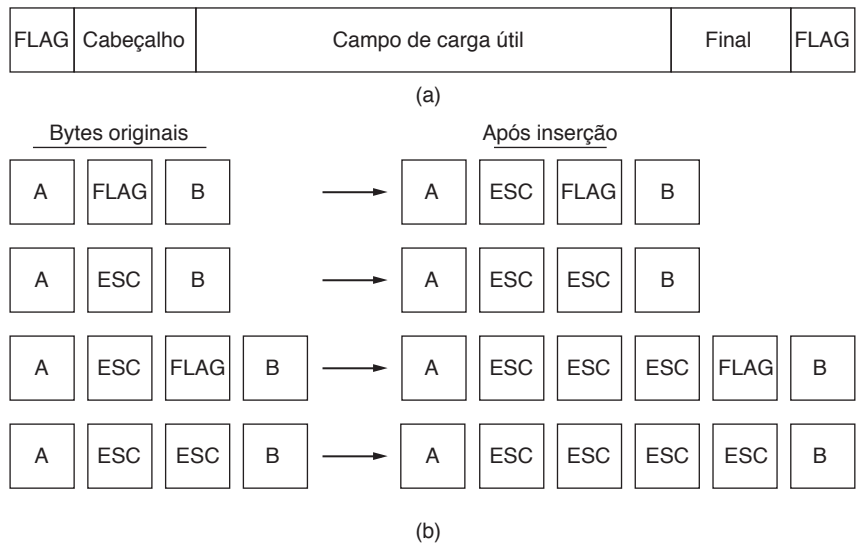 FLAG Cabeçalho Campo de carga útil Final FLAG
(a)
Bytes originais Após inserção
A FLAG B A ESC FLAG B
A ESC B A ESC ESC B
A ESC FLAG B A ESC ESC ESC FLAG B
A ESC ESC B A ESC ESC ESC ESC B
(b)